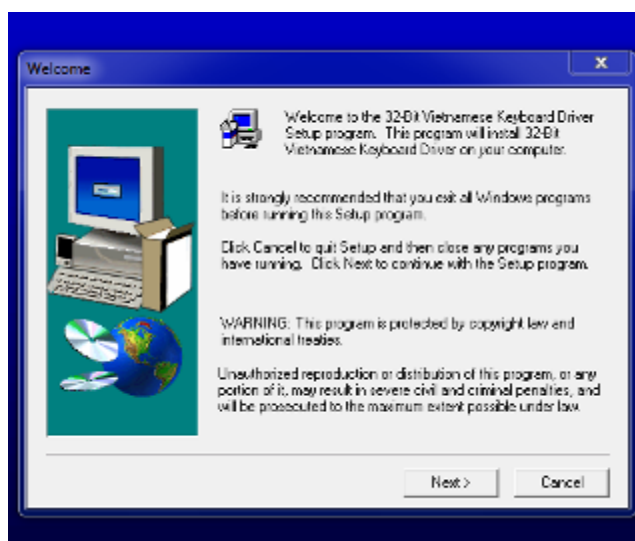 Welcome
Welcome to the 32-Bit Vietnamese Keyboard Driver
Setup program. This program will install 32-Bit
Vietnamese Keyboard Driver on your computer.
It is strongly recommended that you exit all Windows programs
before running this Setup program.
Click Cancel to quit Setup and then close any programs you
have running. Click Next to continue with the Setup program.
WARNING: This program is protected by copyright law and
international treaties.
Unauthorized reproduction or distribution of this program, or any
portion of it, may result in severe civil and criminal penalties, and
will be prosecuted to the maximum extent possible under law.
Next >
Cancel